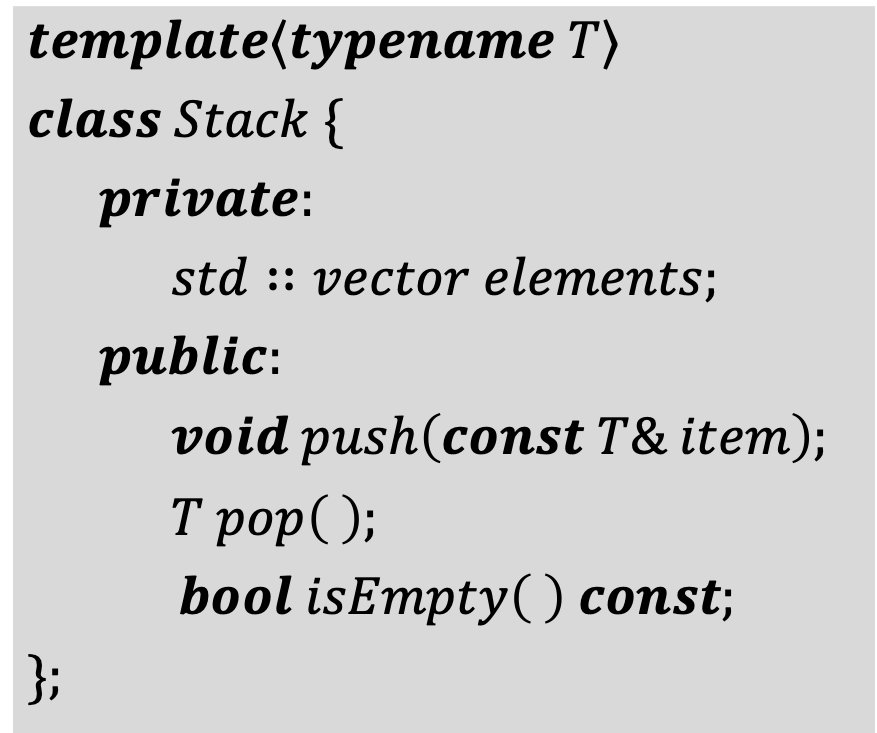 template⟨typename T⟩
class Stack {
private:
std ∷ vector elements;
public:
void push(const T& item);
T pop( );
bool isEmpty( ) const;
};